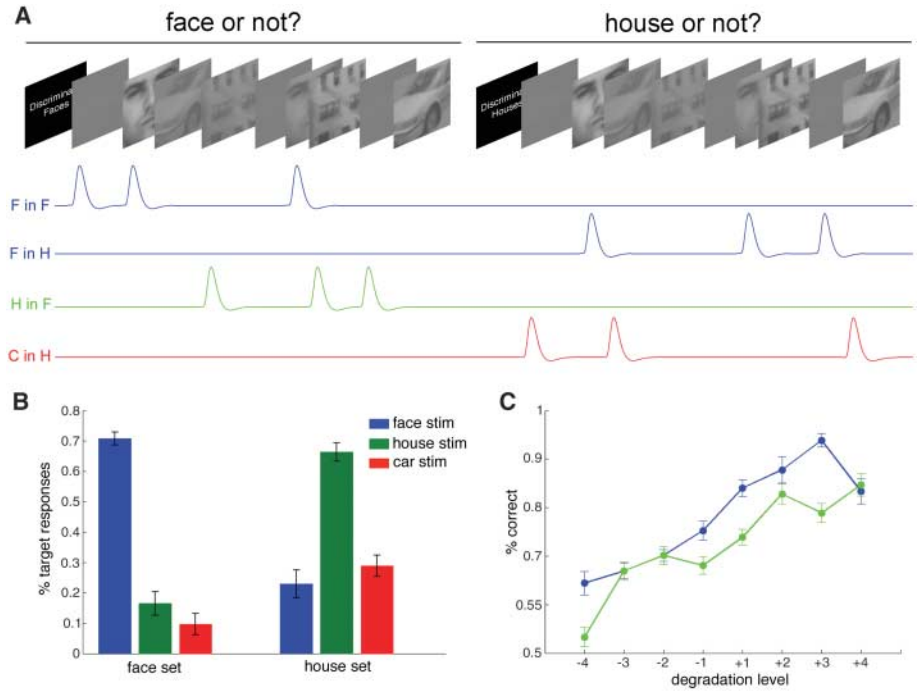 A
face or not?
house or not?
Discrimina
Faces
Discrimina
Houses
F in F
F in H
H in F
C in H
B
C
0.8
0.7
0.6
0.5
0.4
0.3
0.2
0.1
0
% target responses
face set
house set
face stim
house stim
car stim
1
0.9
0.8
0.7
0.55
0.5
% correct
-4
-3
-2
-1
+1
+2
+3
+4
degradation level